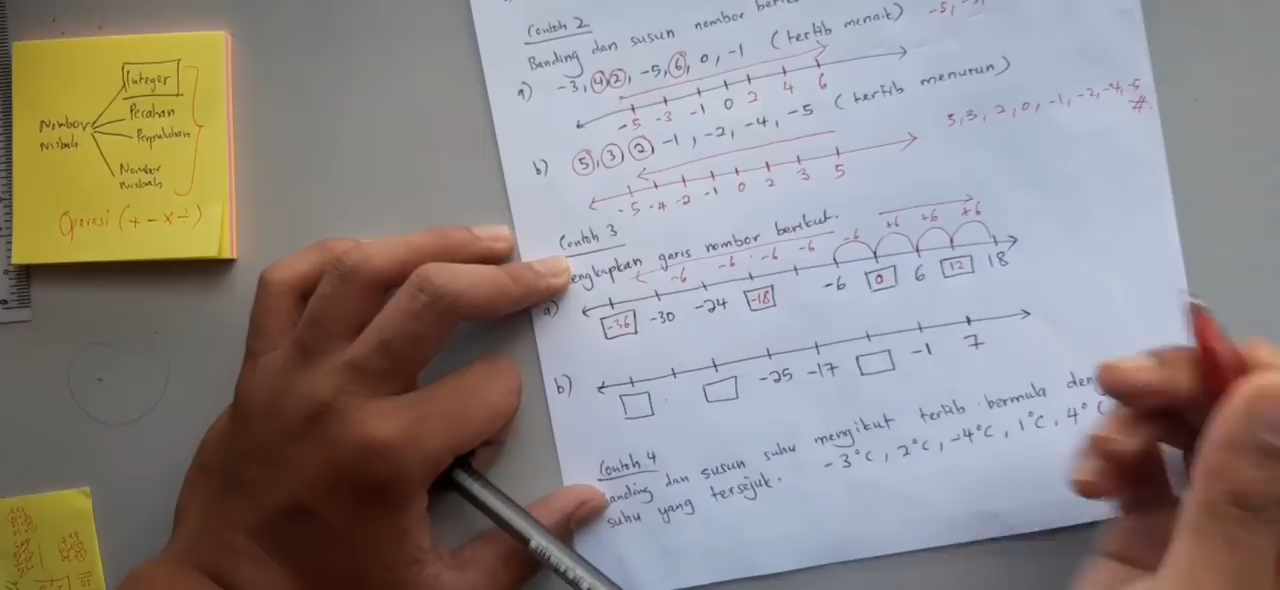 Integer
Nombor
Nisbah
Pecahan
Perpuluhan
Nombor
Nisbah
Operasi (+ - × ÷)
Contoh 2
Banding dan susun nombor
a) -3, 4, 2, -5, 6, 0, -1 (tertib menaik)
-5 -3 -1 0 2 4 6
b) 5, 3, 2, -1, -2, -4, -5 (tertib menurun)
-5 -4 -2 -1 0 2 3 5
5, 3, 2, 0, -1, -2, -4, -5 #
Contoh 3
engkapkan garis nombor berikut.
-6 -6 -6 -6 -6 +6 +6 +6
a) -36 -30 -24 -18 -6 0 6 12 18
b) -25 -17 -1 7
Contoh 4
anding dan susun suhu mengikut tertib bermula
suhu yang tersejuk. -3°C, 2°C, -4°C, 1°C, 4°C